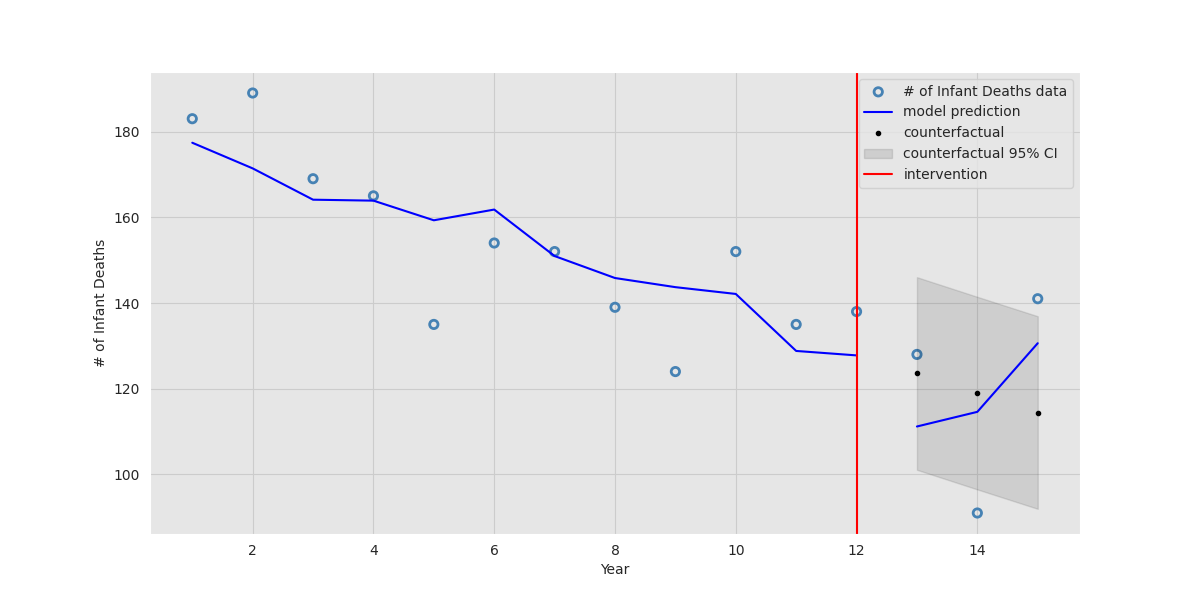 # of Infant Deaths data
model prediction
counterfactual
counterfactual 95% CI
intervention
# of Infant Deaths
180
160
140
120
100
2 4 6 8 10 12 14
Year